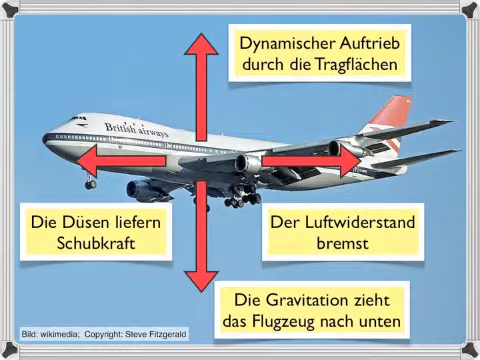 Dynamischer Auftrieb
durch die Tragflächen
British airways
Die Düsen liefern
Schubkraft
Der Luftwiderstand
bremst
Die Gravitation zieht
das Flugzeug nach unten
Bild: wikimedia; Copyright: Steve Fitzgerald